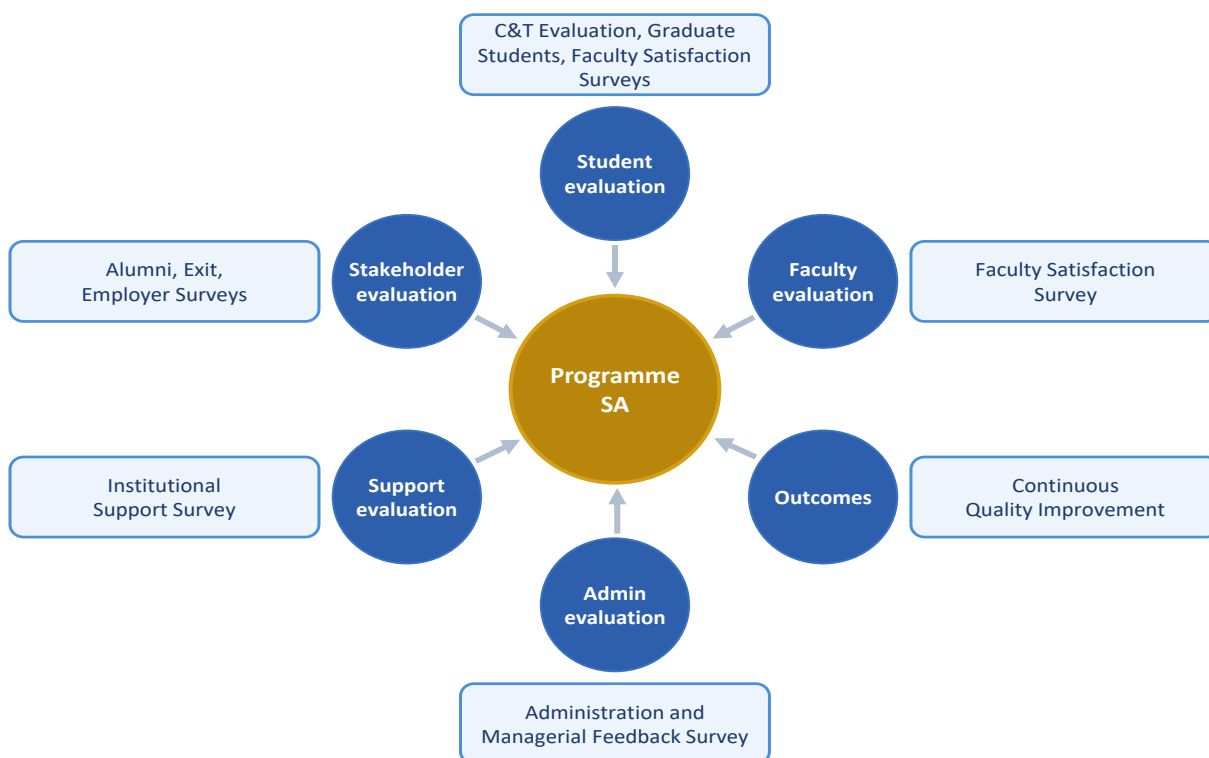 C&T Evaluation, Graduate
Students, Faculty Satisfaction
Surveys
Student
evaluation
Alumni, Exit,
Employer Surveys
Stakeholder
evaluation
Faculty
evaluation
Faculty Satisfaction
Survey
Programme
SA
Institutional
Support Survey
Support
evaluation
Outcomes
Continuous
Quality Improvement
Admin
evaluation
Administration and
Managerial Feedback Survey